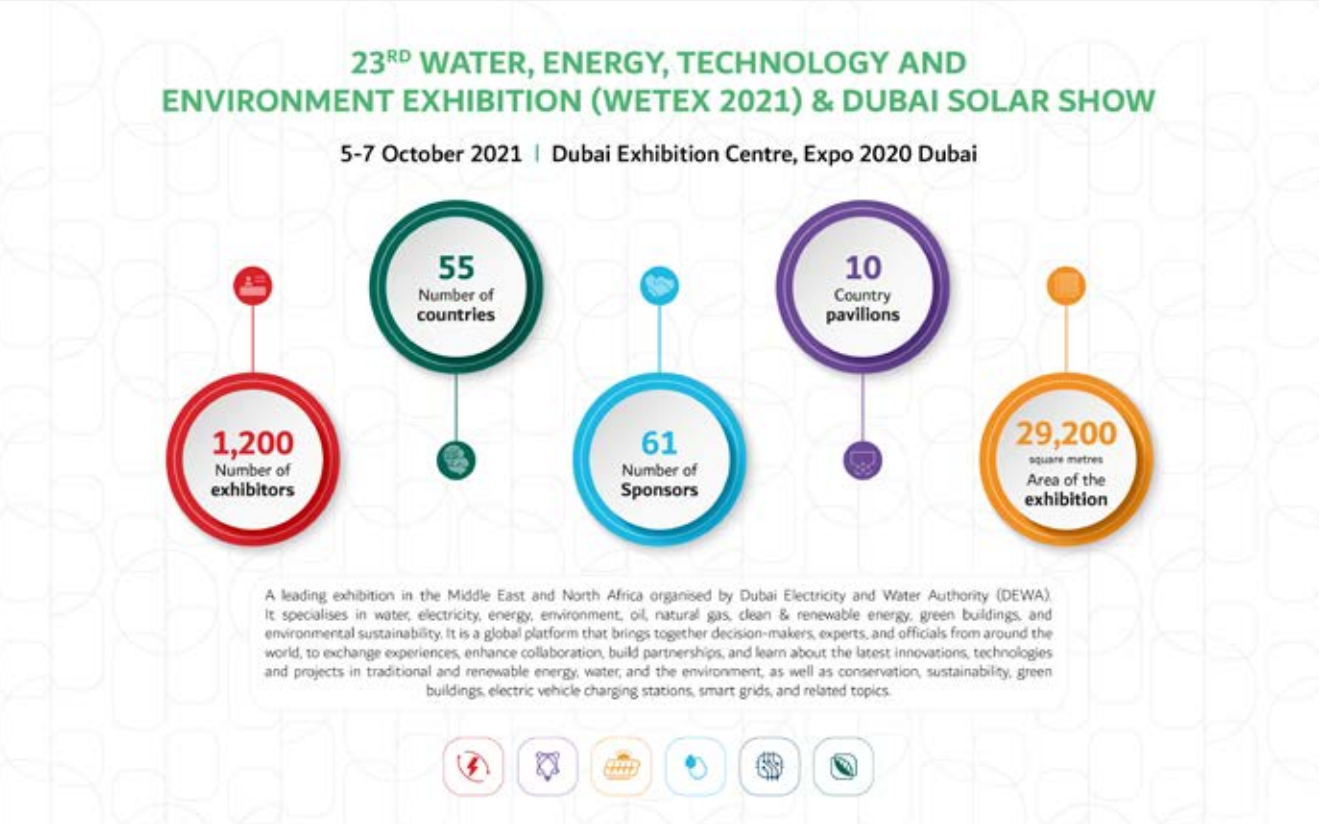 23RD WATER, ENERGY, TECHNOLOGY AND
ENVIRONMENT EXHIBITION (WETEX 2021) & DUBAI SOLAR SHOW
5-7 October 2021 | Dubai Exhibition Centre, Expo 2020 Dubai
1,200
Number of
exhibitors
55
Number of
countries
61
Number of
Sponsors
10
Country
pavilions
29,200
square metres
Area of the
exhibition
A leading exhibition in the Middle East and North Africa organised by Dubai Electricity and Water Authority (DEWA).
It specialises in water, electricity, energy, environment, oil, natural gas, clean & renewable energy, green buildings, and
environmental sustainability. It is a global platform that brings together decision-makers, experts, and officials from around the
world, to exchange experiences, enhance collaboration, build partnerships, and learn about the latest innovations, technologies
and projects in traditional and renewable energy, water, and the environment, as well as conservation, sustainability, green
buildings, electric vehicle charging stations, smart grids, and related topics.